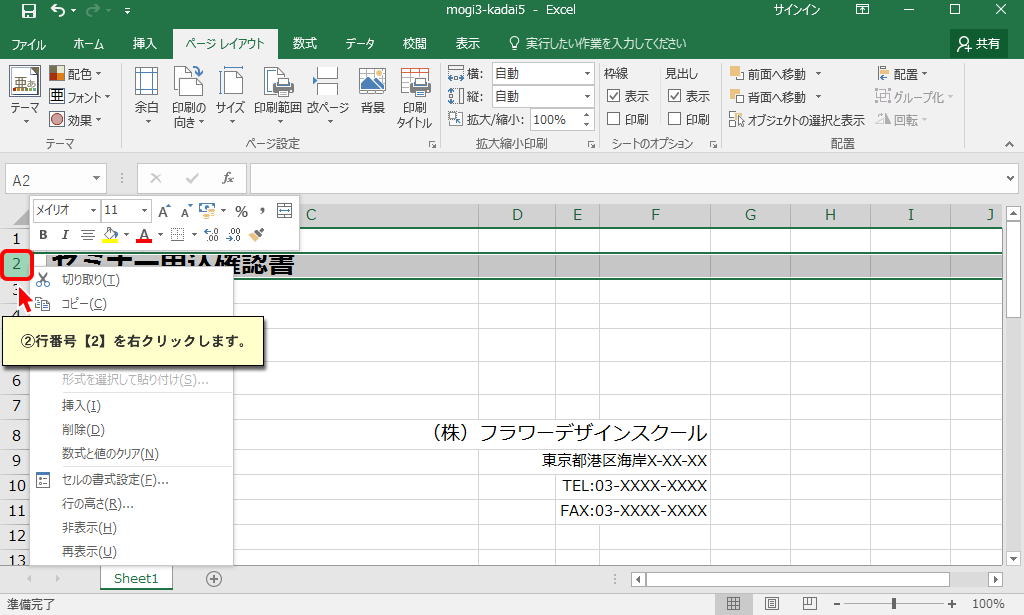 mogi3-kadai5 - Excel
サインイン
ファイル ホーム 挿入 ページ レイアウト 数式 データ 校閲 表示 実行したい作業を入力してください 共有
テーマ
配色
フォント
効果
テーマ
余白
印刷の向き
サイズ
印刷範囲
改ページ
背景
印刷タイトル
ページ設定
横: 自動
縦: 自動
拡大/縮小: 100%
拡大縮小印刷
枠線 見出し
表示 表示
印刷 印刷
シートのオプション
前面へ移動
背面へ移動
オブジェクトの選択と表示
配置
グループ化
回転
配置
A2
fx
メイリオ 11 A A % ,
B I A .00 .00
C D E F G H I J
1
2 セミナー申込確認書
3
4
②行番号【2】を右クリックします。
切り取り(T)
コピー(C)
形式を選択して貼り付け(S)...
挿入(I)
削除(D)
数式と値のクリア(N)
セルの書式設定(F)...
行の高さ(R)...
非表示(H)
再表示(U)
6
7
8 (株)フラワーデザインスクール
9 東京都港区海岸X-XX-XX
10 TEL:03-XXXX-XXXX
11 FAX:03-XXXX-XXXX
12
13
Sheet1
準備完了
100%